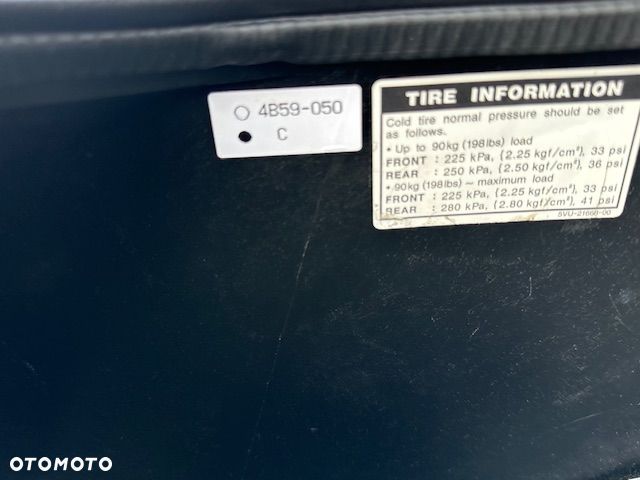 4B59-050
C
TIRE INFORMATION
Cold tire normal pressure should be set
as follows.
• Up to 90kg (198lbs) load
FRONT : 225 kPa, {2.25 kgf/cm², 33 psi
REAR : 250 kPa, {2.50 kgf/cm²}, 36 psi
• 90kg (198lbs) ~ maximum load
FRONT : 225 kPa, {2.25 kgf/cm²}, 33 psi
REAR : 280 kPa, {2.80 kgf/cm²}, 41 psi
5VU-21668-00
OTOMOTO